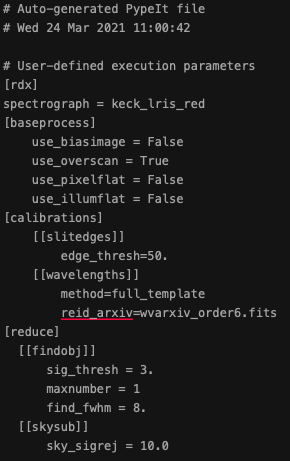 # Auto-generated PypeIt file
# Wed 24 Mar 2021 11:00:42
# User-defined execution parameters
[rdx]
spectrograph = keck_lris_red
[baseprocess]
use_biasimage = False
use_overscan = True
use_pixelflat = False
use_illumflat = False
[calibrations]
[[slitedges]]
edge_thresh=50.
[[wavelengths]]
method=full_template
reid_arxiv=wvarxiv_order6.fits
[reduce]
[[findobj]]
sig_thresh = 3.
maxnumber = 1
find_fwhm = 8.
[[skysub]]
sky_sigrej = 10.0